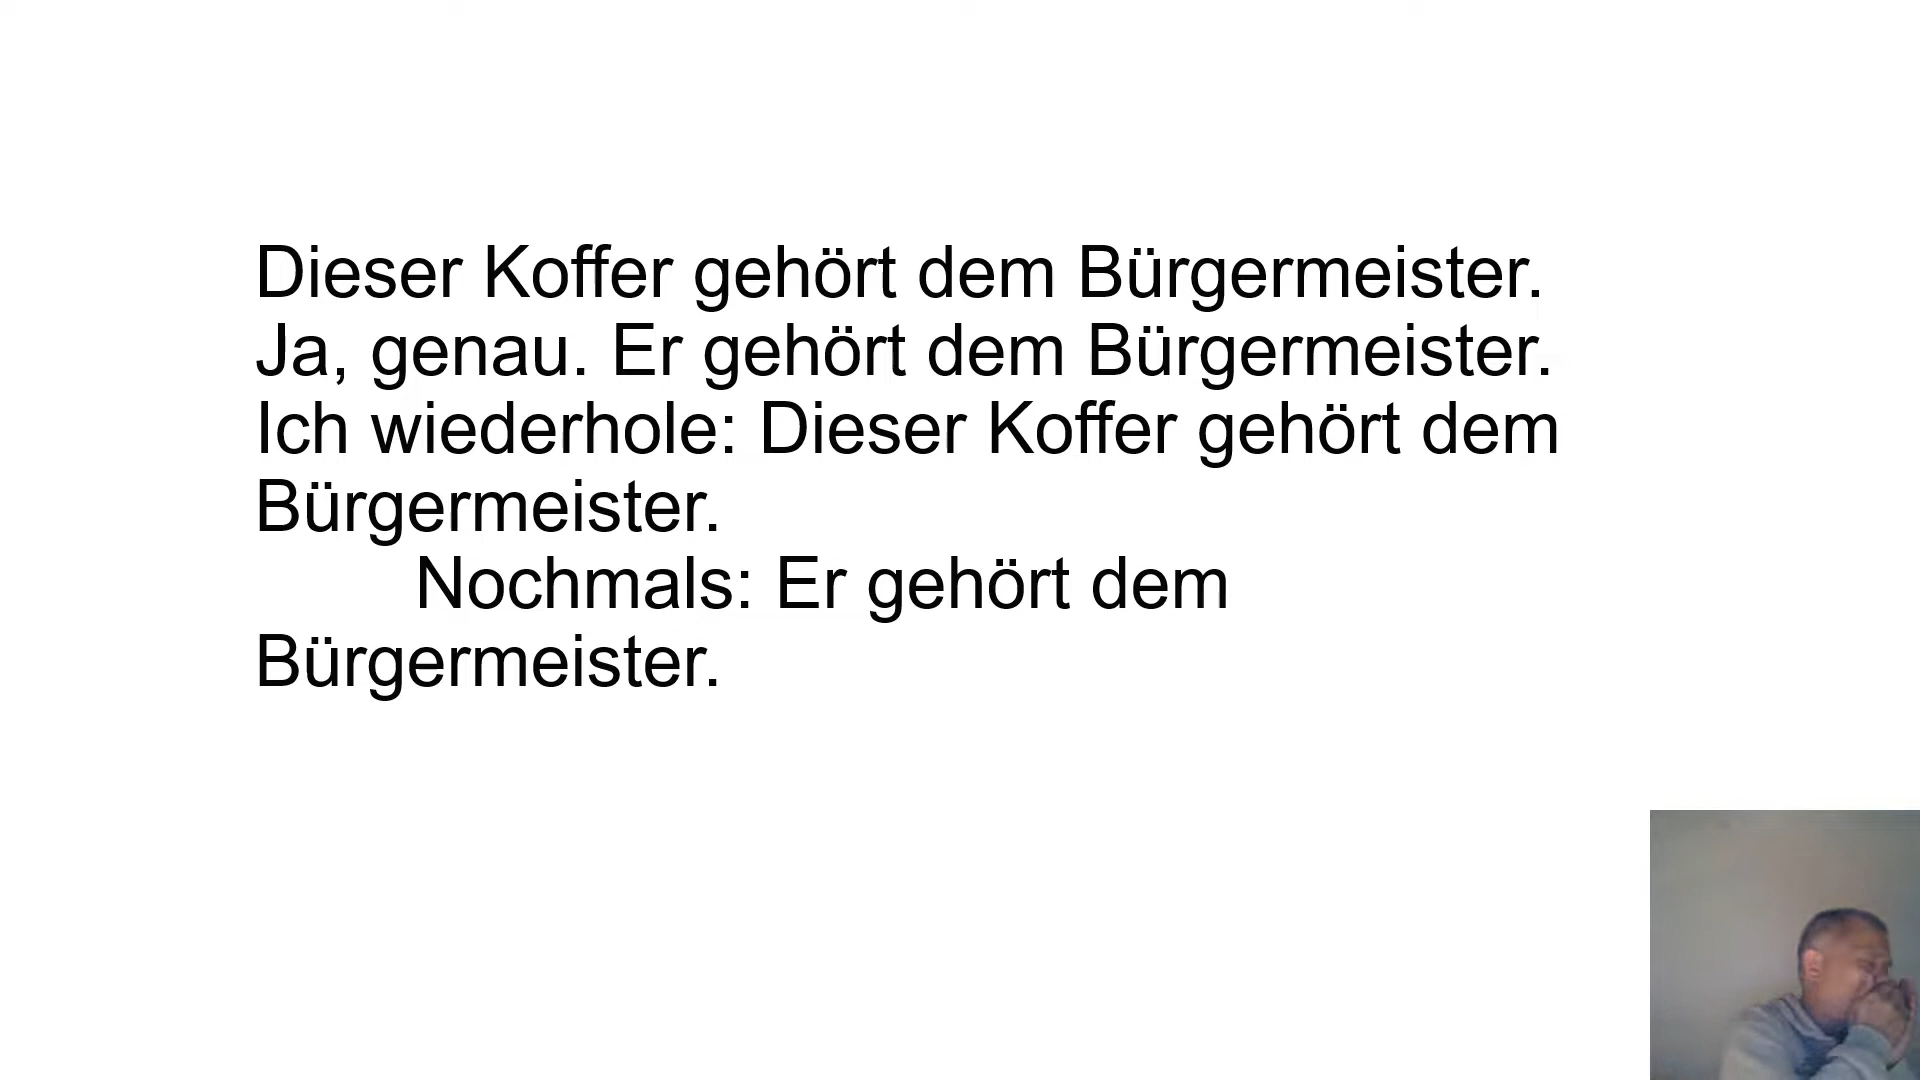 Dieser Koffer gehört dem Bürgermeister.
Ja, genau. Er gehört dem Bürgermeister.
Ich wiederhole: Dieser Koffer gehört dem
Bürgermeister.
Nochmals: Er gehört dem
Bürgermeister.